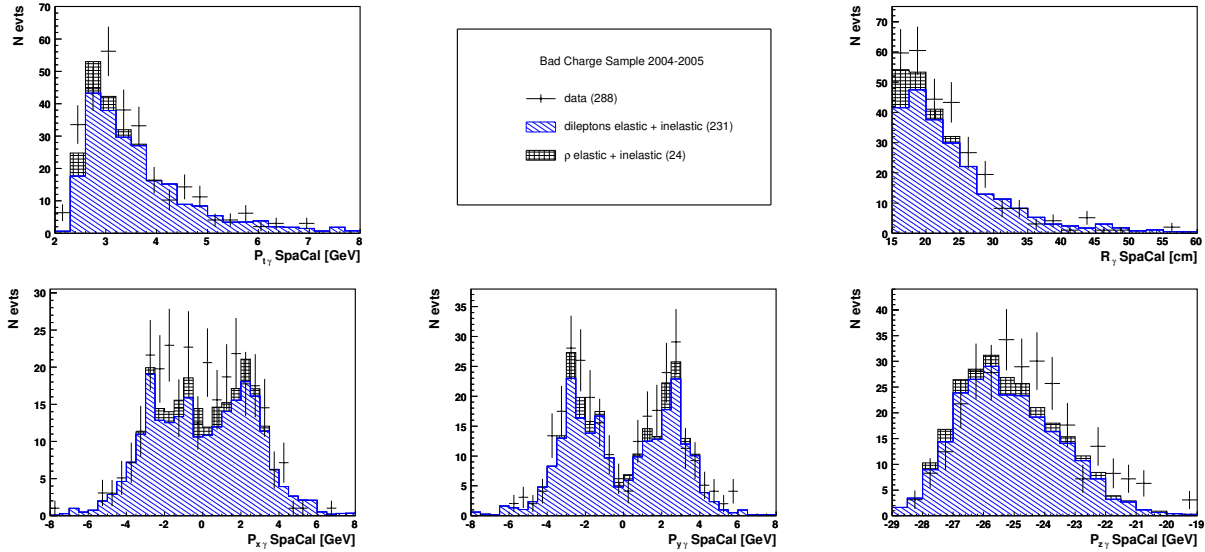 N evts
70
60
50
40
30
20
10
0
2 3 4 5 6 7 8
P_tγ SpaCal [GeV]
Bad Charge Sample 2004-2005
data (288)
dileptons elastic + inelastic (231)
ρ elastic + inelastic (24)
N evts
70
60
50
40
30
20
10
0
15 20 25 30 35 40 45 50 55 60
R_γ SpaCal [cm]
N evts
30
25
20
15
10
5
0
-8 -6 -4 -2 0 2 4 6 8
P_xγ SpaCal [GeV]
N evts
35
30
25
20
15
10
5
0
-8 -6 -4 -2 0 2 4 6 8
P_yγ SpaCal [GeV]
N evts
40
35
30
25
20
15
10
5
0
-29 -28 -27 -26 -25 -24 -23 -22 -21 -20 -19
P_zγ SpaCal [GeV]